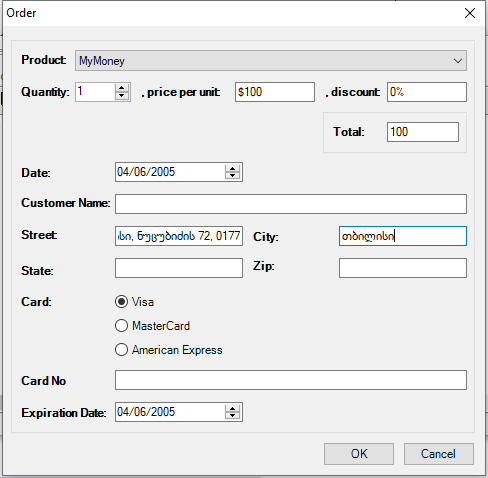 Order
Product: MyMoney
Quantity: 1 , price per unit: $100 , discount: 0%
Total: 100
Date: 04/06/2005
Customer Name:
Street: ნუცუბიძის 72, 0177 City: თბილისი
State: Zip:
Card: Visa
MasterCard
American Express
Card No
Expiration Date: 04/06/2005
OK Cancel